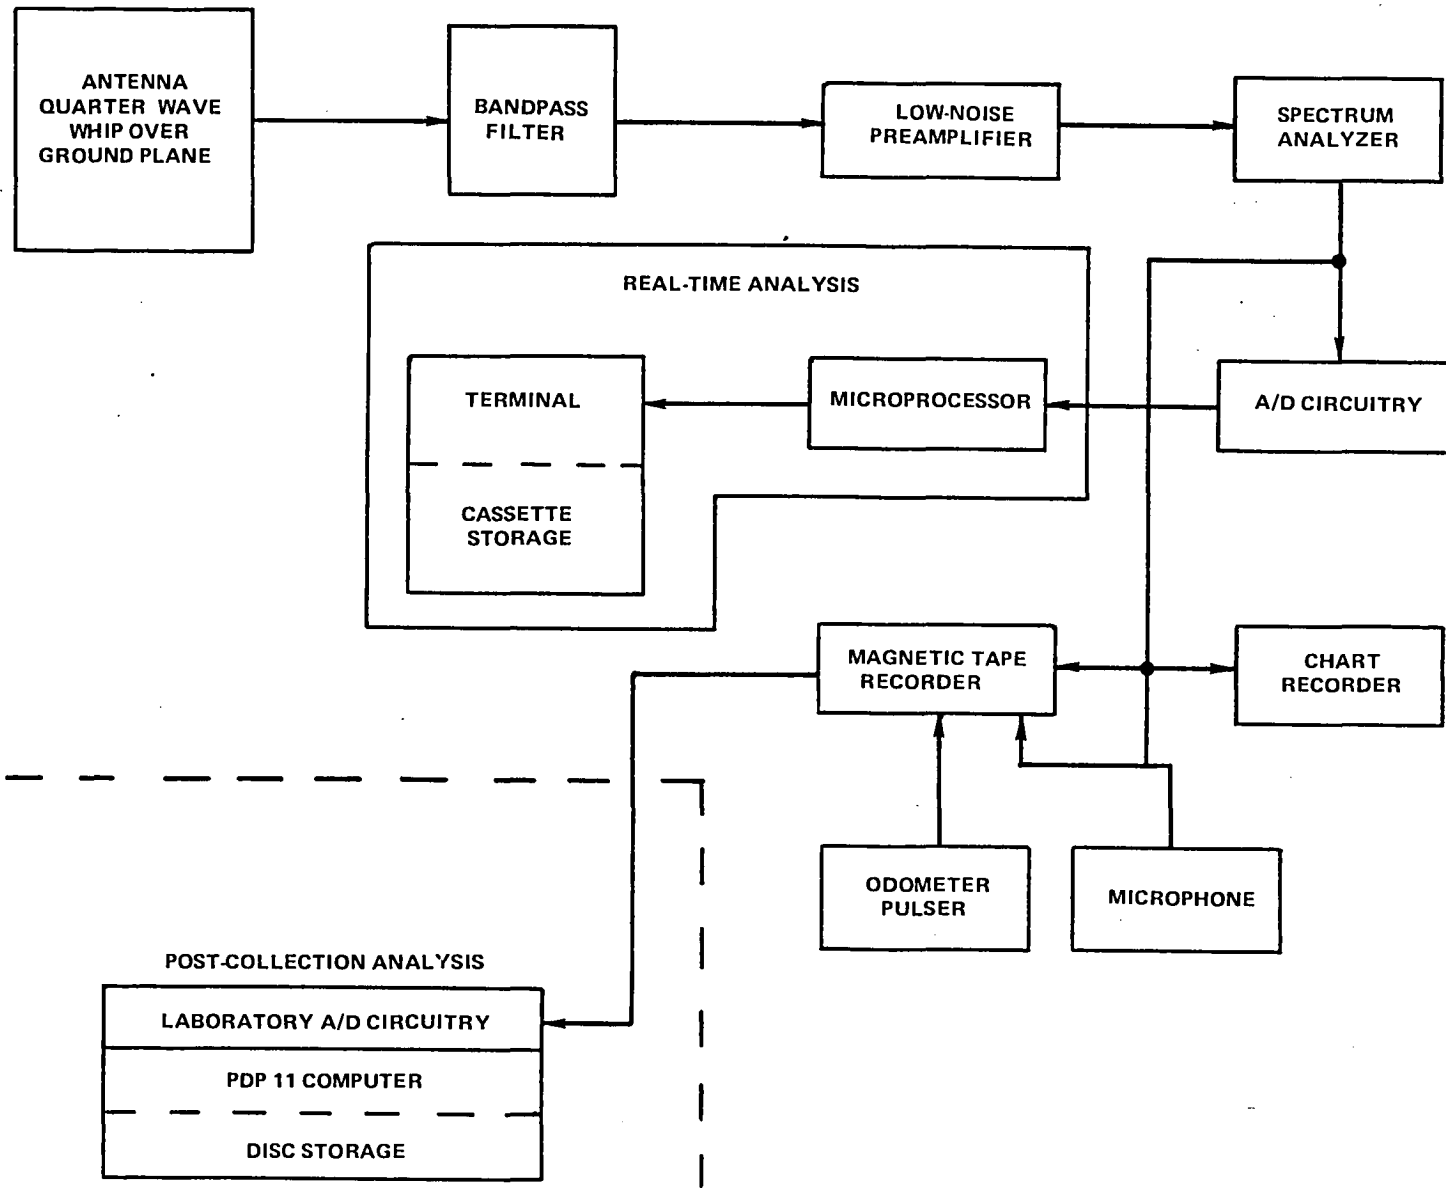 ANTENNA
QUARTER WAVE
WHIP OVER
GROUND PLANE
BANDPASS
FILTER
LOW-NOISE
PREAMPLIFIER
SPECTRUM
ANALYZER
REAL-TIME ANALYSIS
TERMINAL
MICROPROCESSOR
A/D CIRCUITRY
CASSETTE
STORAGE
MAGNETIC TAPE
RECORDER
CHART
RECORDER
ODOMETER
PULSER
MICROPHONE
POST-COLLECTION ANALYSIS
LABORATORY A/D CIRCUITRY
PDP 11 COMPUTER
DISC STORAGE